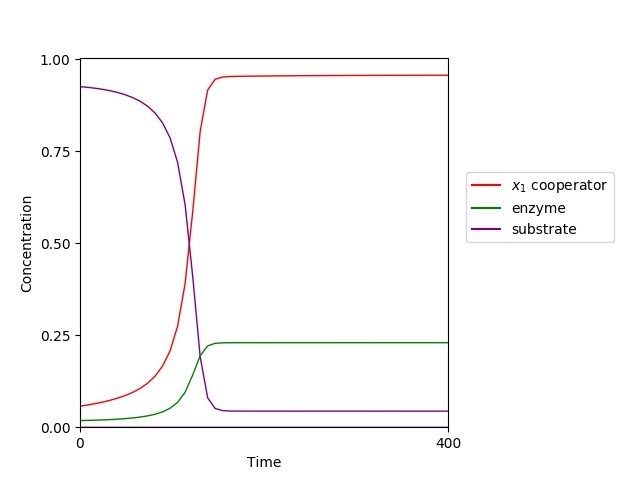 1.00
0.75
0.50
0.25
0.00
Concentration
0
400
Time
x₁ cooperator
enzyme
substrate